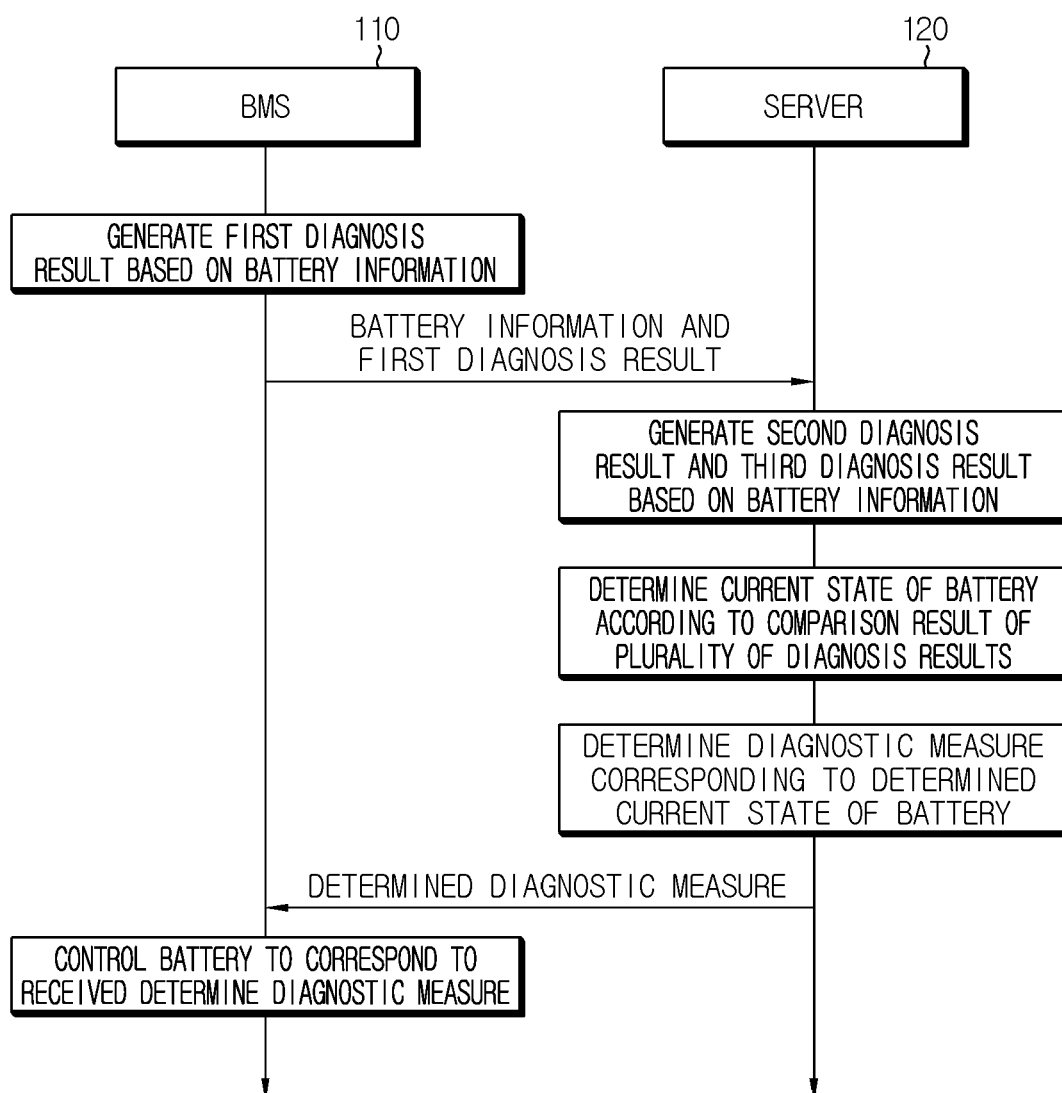 110
120
BMS
SERVER
GENERATE FIRST DIAGNOSIS
RESULT BASED ON BATTERY INFORMATION
BATTERY INFORMATION AND
FIRST DIAGNOSIS RESULT
GENERATE SECOND DIAGNOSIS
RESULT AND THIRD DIAGNOSIS RESULT
BASED ON BATTERY INFORMATION
DETERMINE CURRENT STATE OF BATTERY
ACCORDING TO COMPARISON RESULT OF
PLURALITY OF DIAGNOSIS RESULTS
DETERMINE DIAGNOSTIC MEASURE
CORRESPONDING TO DETERMINED
CURRENT STATE OF BATTERY
DETERMINED DIAGNOSTIC MEASURE
CONTROL BATTERY TO CORRESPOND TO
RECEIVED DETERMINE DIAGNOSTIC MEASURE